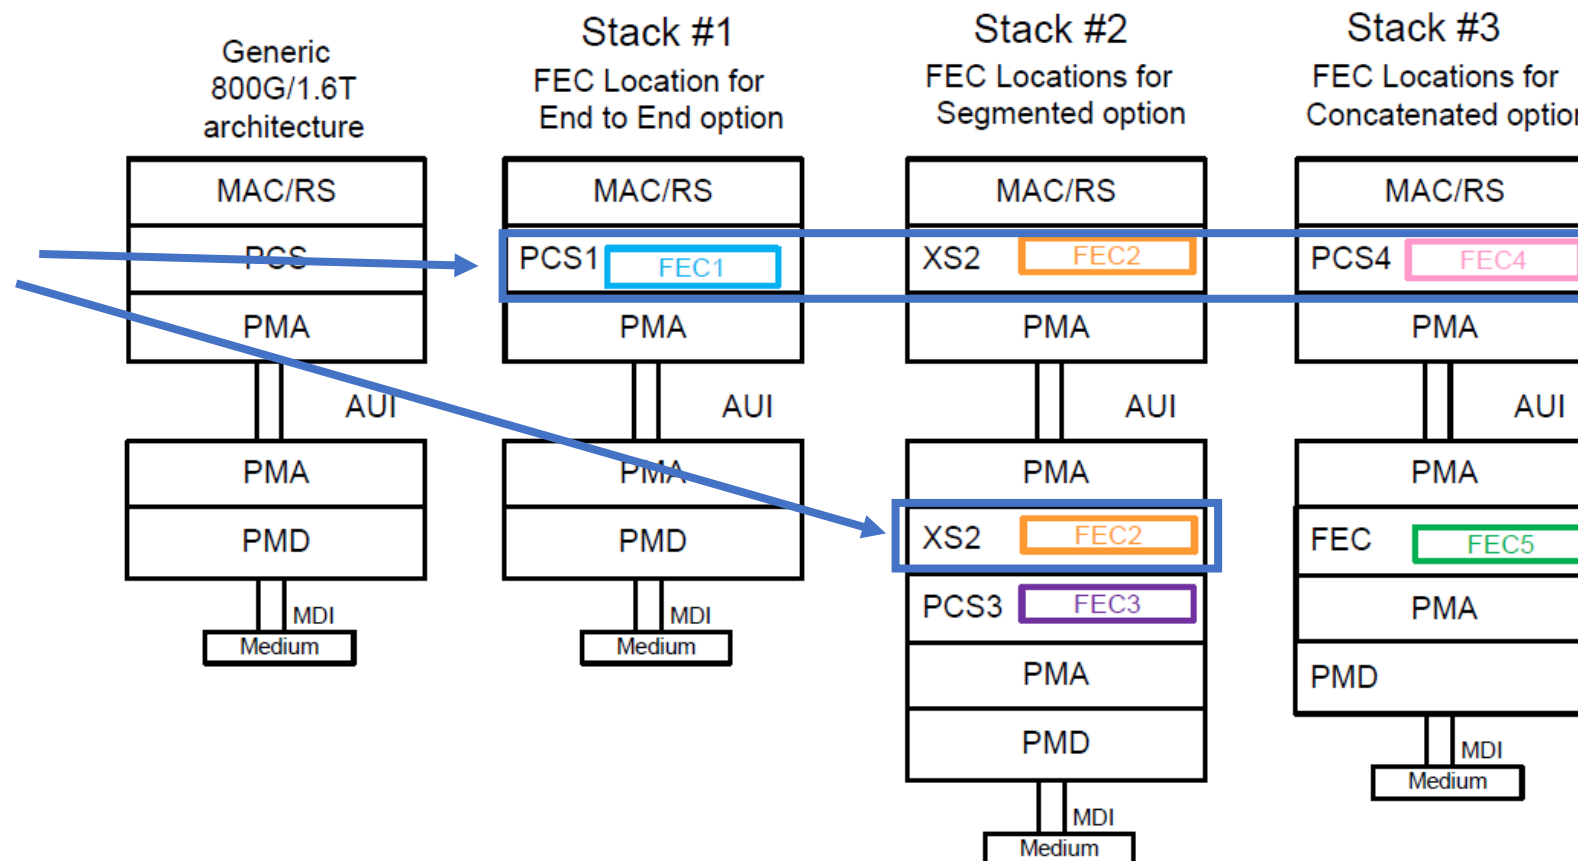 Generic
800G/1.6T
architecture
MAC/RS
PCS
PMA
AUI
PMA
PMD
MDI
Medium
Stack #1
FEC Location for
End to End option
MAC/RS
PCS1 FEC1
PMA
AUI
PMA
PMD
MDI
Medium
Stack #2
FEC Locations for
Segmented option
MAC/RS
XS2 FEC2
PMA
AUI
PMA
XS2 FEC2
PCS3 FEC3
PMA
PMD
MDI
Medium
Stack #3
FEC Locations for
Concatenated option
MAC/RS
PCS4 FEC4
PMA
AUI
PMA
FEC FEC5
PMA
PMD
MDI
Medium